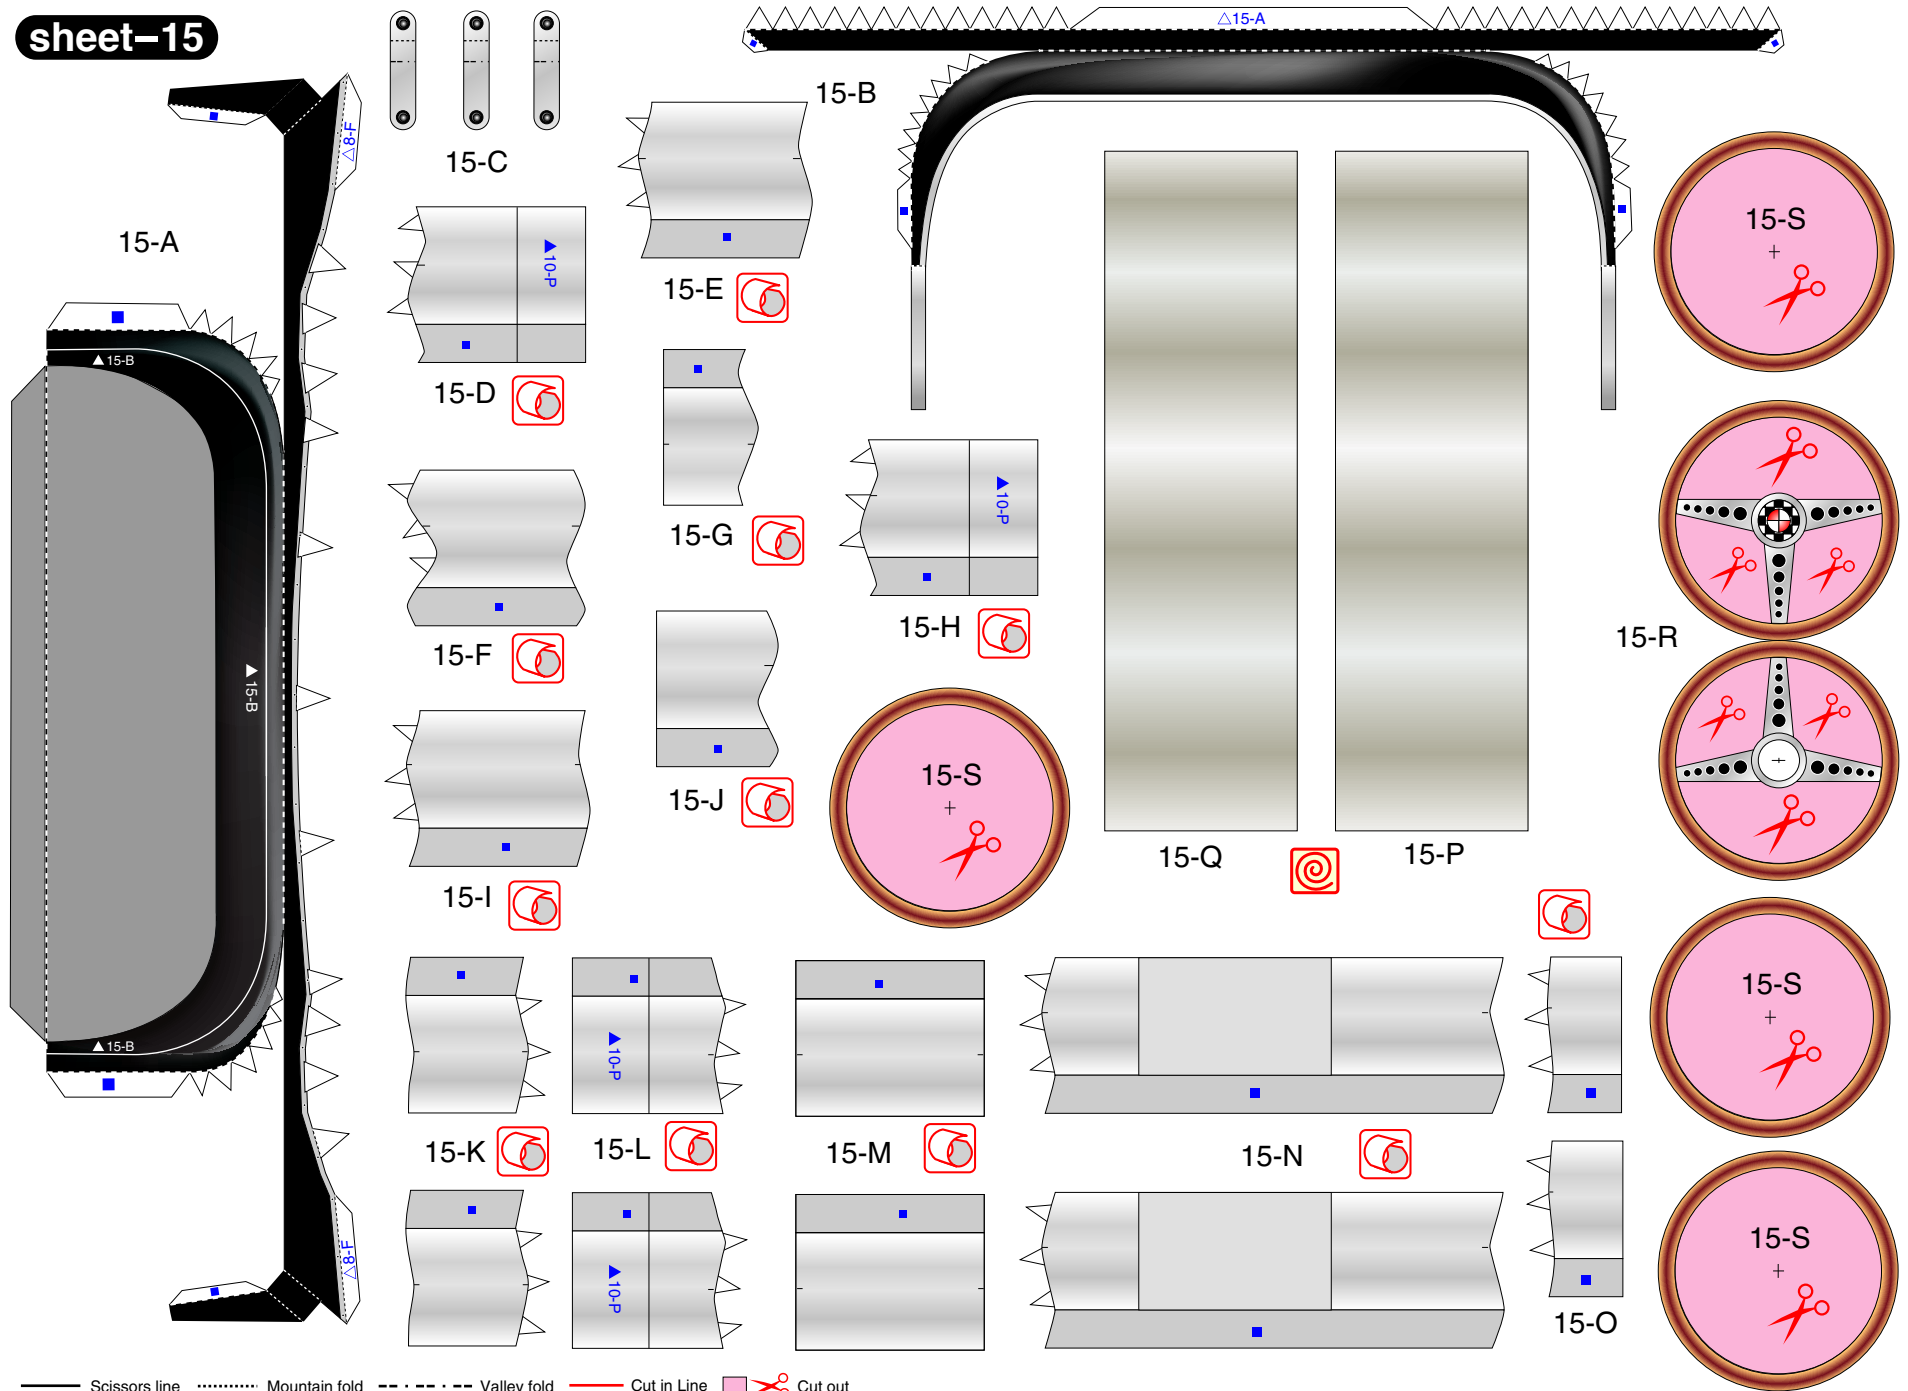 sheet–15
△15-A
15-B
△8-F
15-C
15-A
15-S
▲10-P
15-E
▲15-B
15-D
▲10-P
15-G
15-H
15-R
15-F
▲15-B
15-S
15-J
15-Q
15-P
15-I
15-S
▲10-P
▲15-B
15-K
15-L
15-M
15-N
15-S
△8-F
▲10-P
15-O
Scissors line Mountain fold Valley fold Cut in Line Cut out